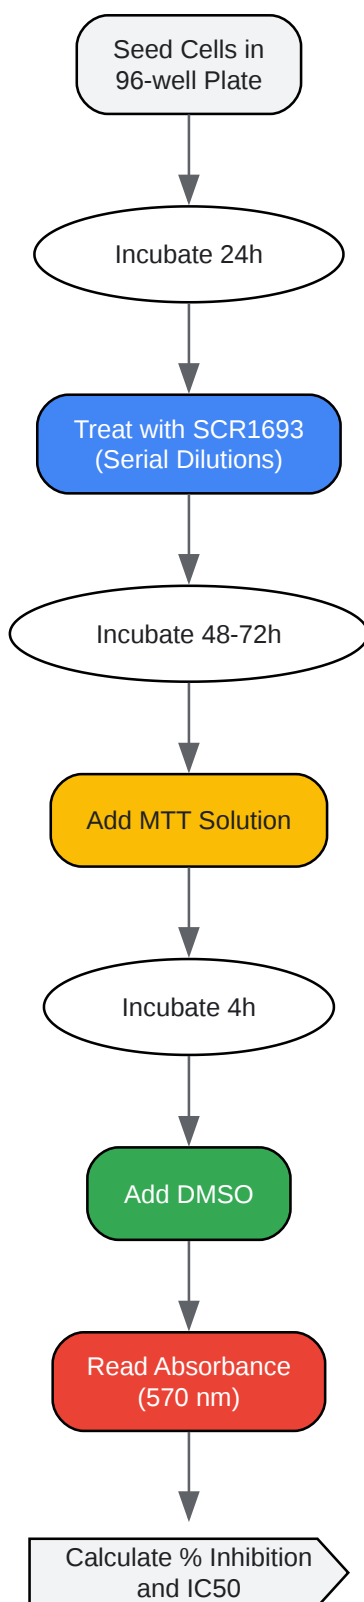 Seed Cells in
96-well Plate
Incubate 24h
Treat with SCR1693
(Serial Dilutions)
Incubate 48-72h
Add MTT Solution
Incubate 4h
Add DMSO
Read Absorbance
(570 nm)
Calculate % Inhibition
and IC50